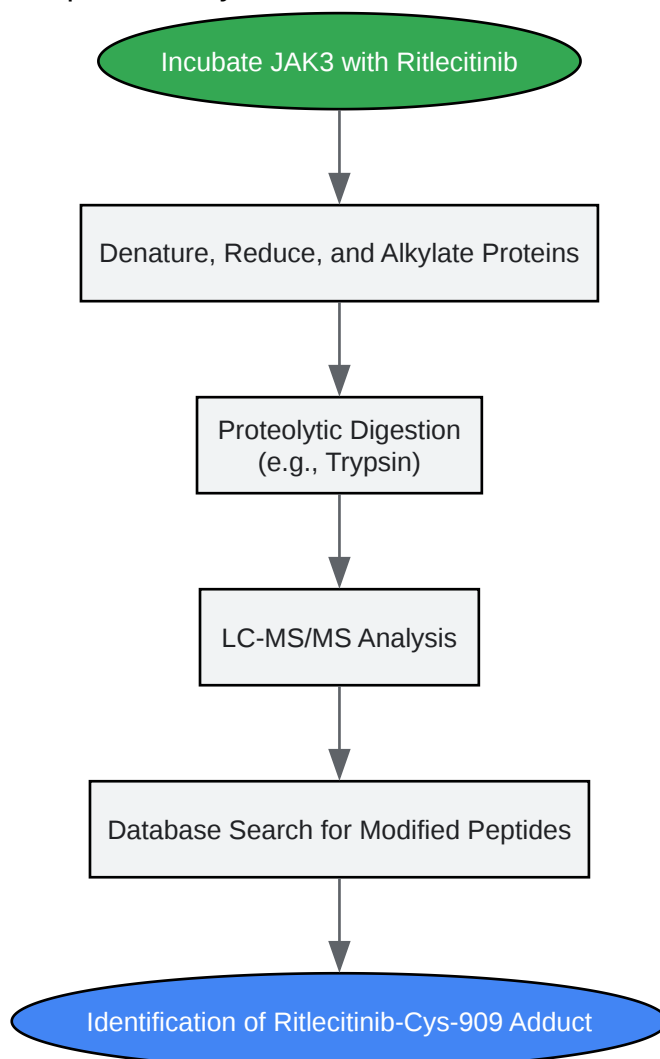 Incubate JAK3 with Ritlecitinib
Denature, Reduce, and Alkylate Proteins
Proteolytic Digestion
(e.g., Trypsin)
LC-MS/MS Analysis
Database Search for Modified Peptides
Identification of Ritlecitinib-Cys-909 Adduct